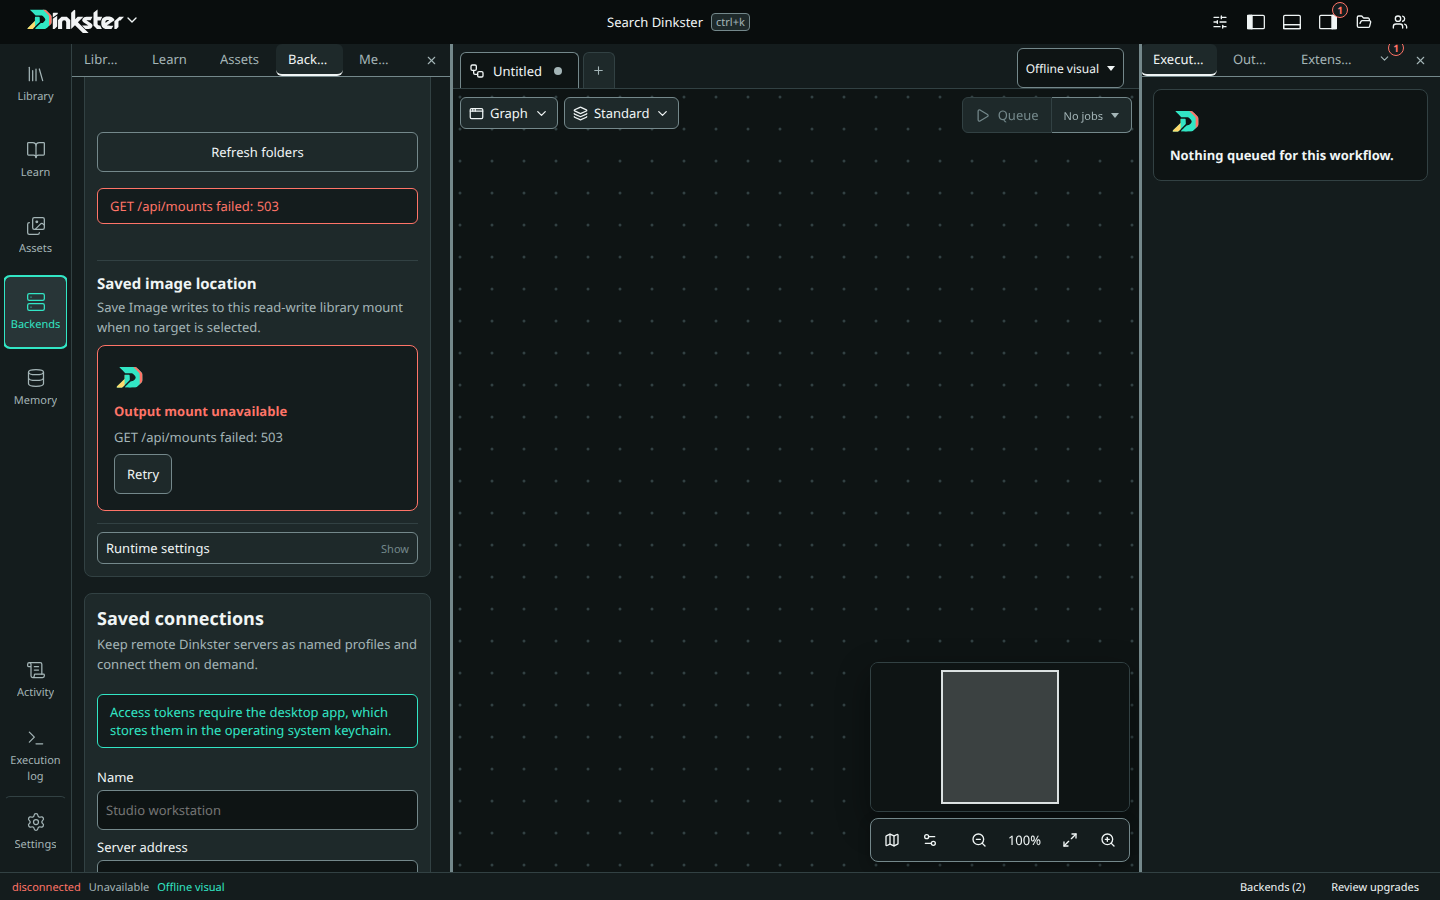 Dinkster
Search Dinkster ctrl+k
1
Library
Learn
Assets
Backends
Memory
Activity
Execution
log
Settings
Libr...
Learn
Assets
Back...
Me...
Refresh folders
GET /api/mounts failed: 503
Saved image location
Save Image writes to this read-write library mount
when no target is selected.
Output mount unavailable
GET /api/mounts failed: 503
Retry
Runtime settings
Show
Saved connections
Keep remote Dinkster servers as named profiles and
connect them on demand.
Access tokens require the desktop app, which
stores them in the operating system keychain.
Name
Studio workstation
Server address
Untitled
Offline visual
Graph
Standard
Queue
No jobs
100%
Execut...
Out...
Extens...
1
Nothing queued for this workflow.
disconnected Unavailable Offline visual
Backends (2)
Review upgrades